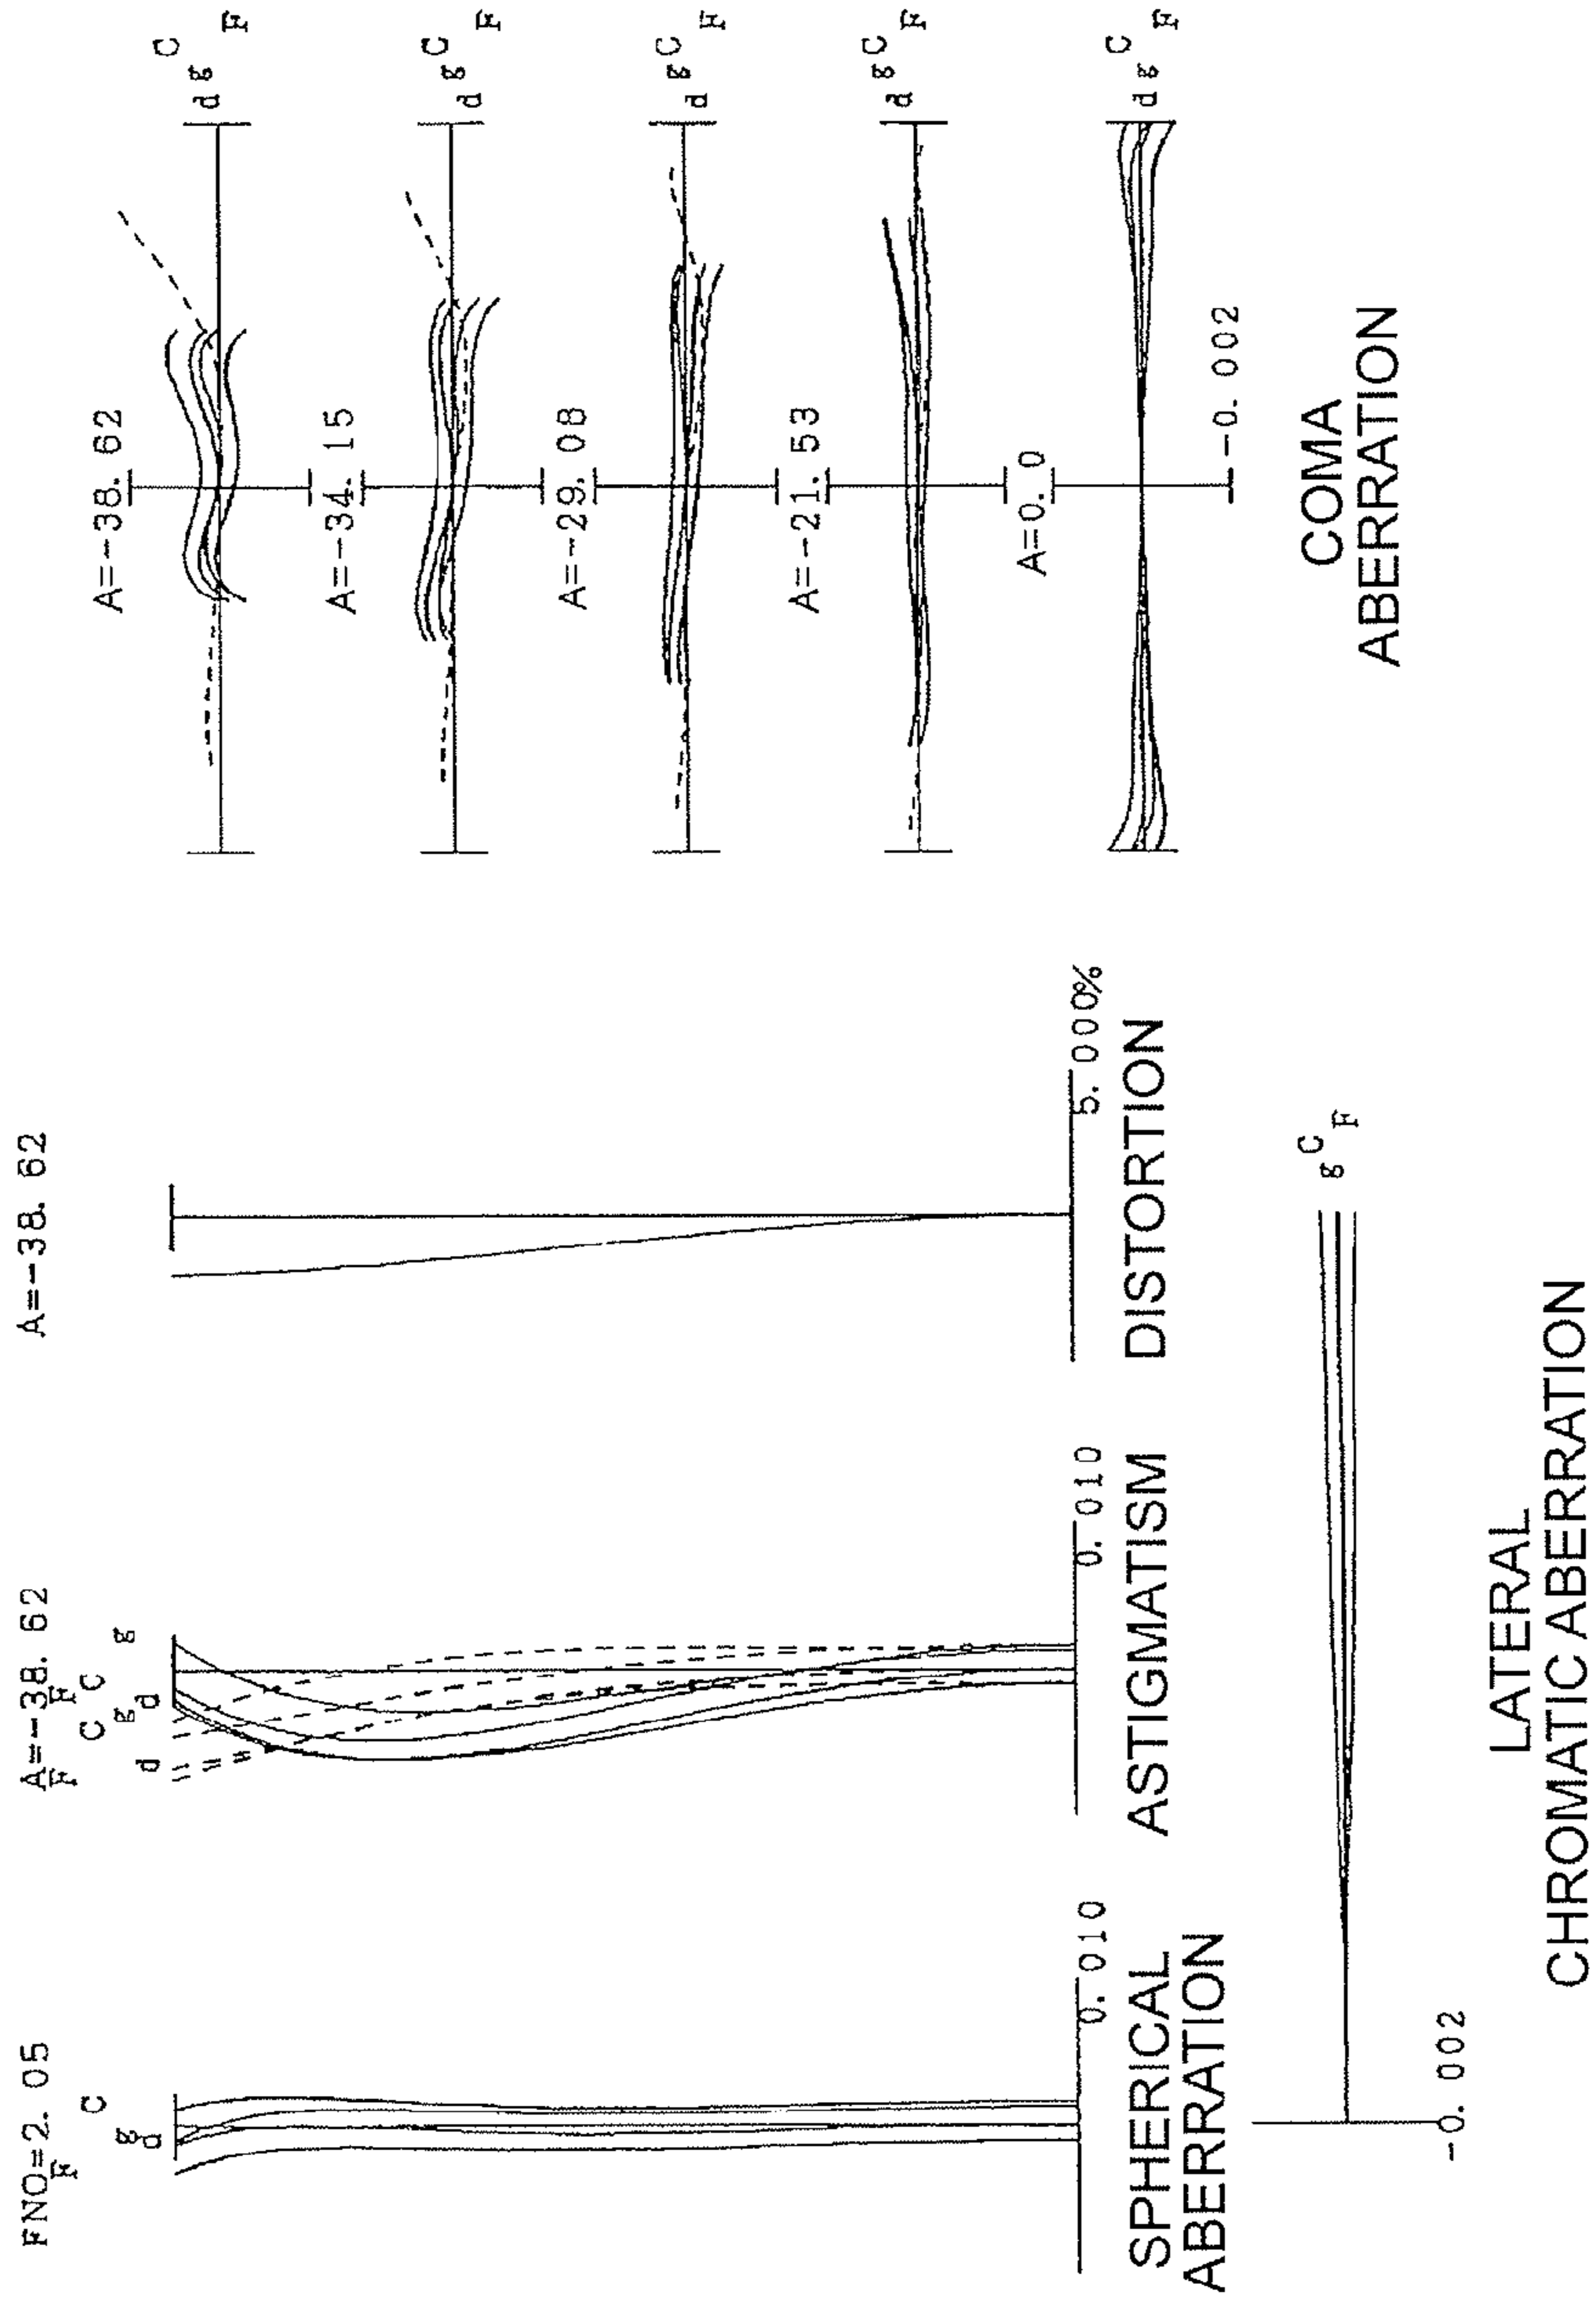 FNO=2. 05
F
g
d
C
0. 010
SPHERICAL
ABERRATION
A=-38. 62
F
F
d
C
g
d
C
g
0. 010
ASTIGMATISM
A=-38. 62
5. 000%
DISTORTION
A=-38. 62
d
g
C
F
A=-34. 15
d
g
C
F
A=-29. 08
d
g
C
F
A=-21. 53
d
g
C
F
A=0. 0
d
g
C
F
-0. 002
COMA
ABERRATION
g
C
F
-0. 002
LATERAL
CHROMATIC ABERRATION